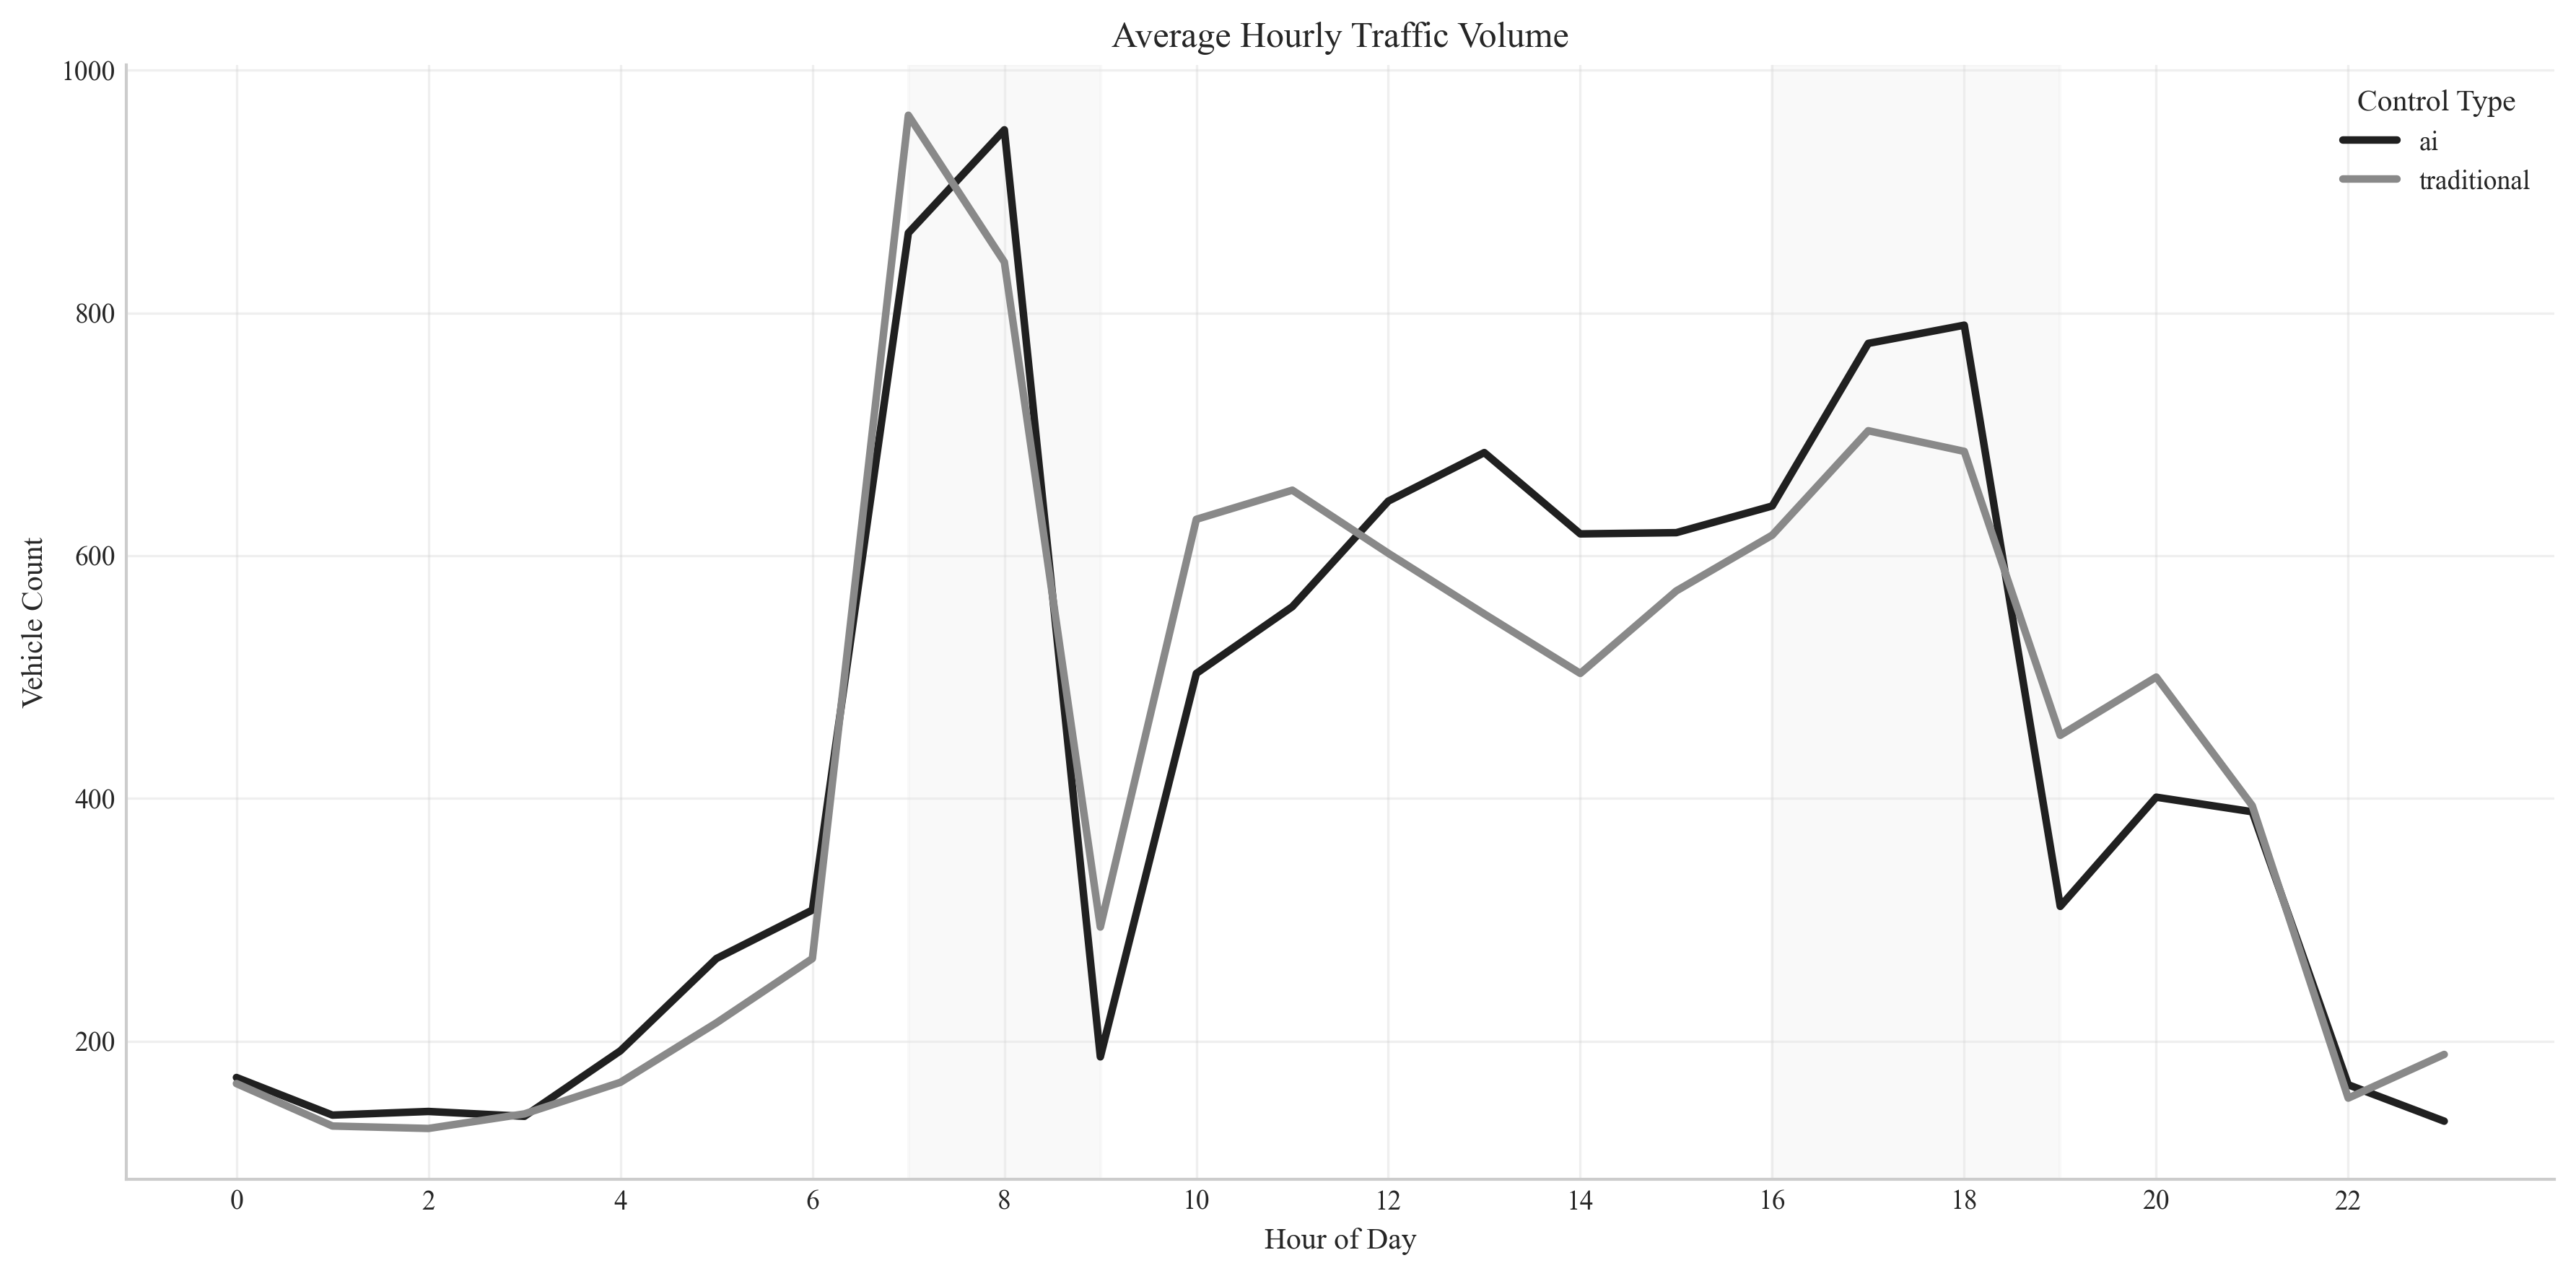 Average Hourly Traffic Volume
Control Type
ai
traditional
Vehicle Count
1000
800
600
400
200
0 2 4 6 8 10 12 14 16 18 20 22
Hour of Day